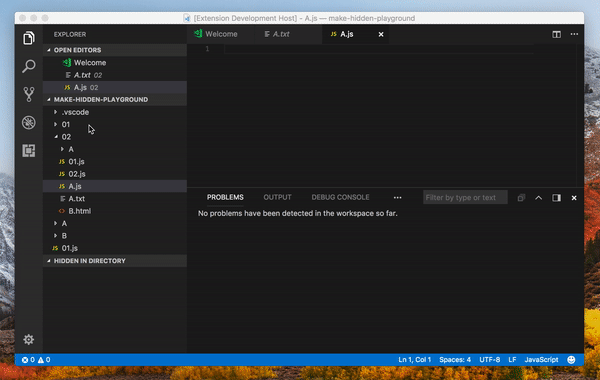 [Extension Development Host] - A.js — make-hidden-playground
EXPLORER
OPEN EDITORS
Welcome
A.txt 02
JS A.js 02
MAKE-HIDDEN-PLAYGROUND
.vscode
01
02
A
JS 01.js
JS 02.js
JS A.js
A.txt
<> B.html
A
B
JS 01.js
HIDDEN IN DIRECTORY
Welcome
A.txt
JS A.js
1
PROBLEMS OUTPUT DEBUG CONSOLE
Filter by type or text
No problems have been detected in the workspace so far.
0 0
Ln 1, Col 1 Spaces: 4 UTF-8 LF JavaScript